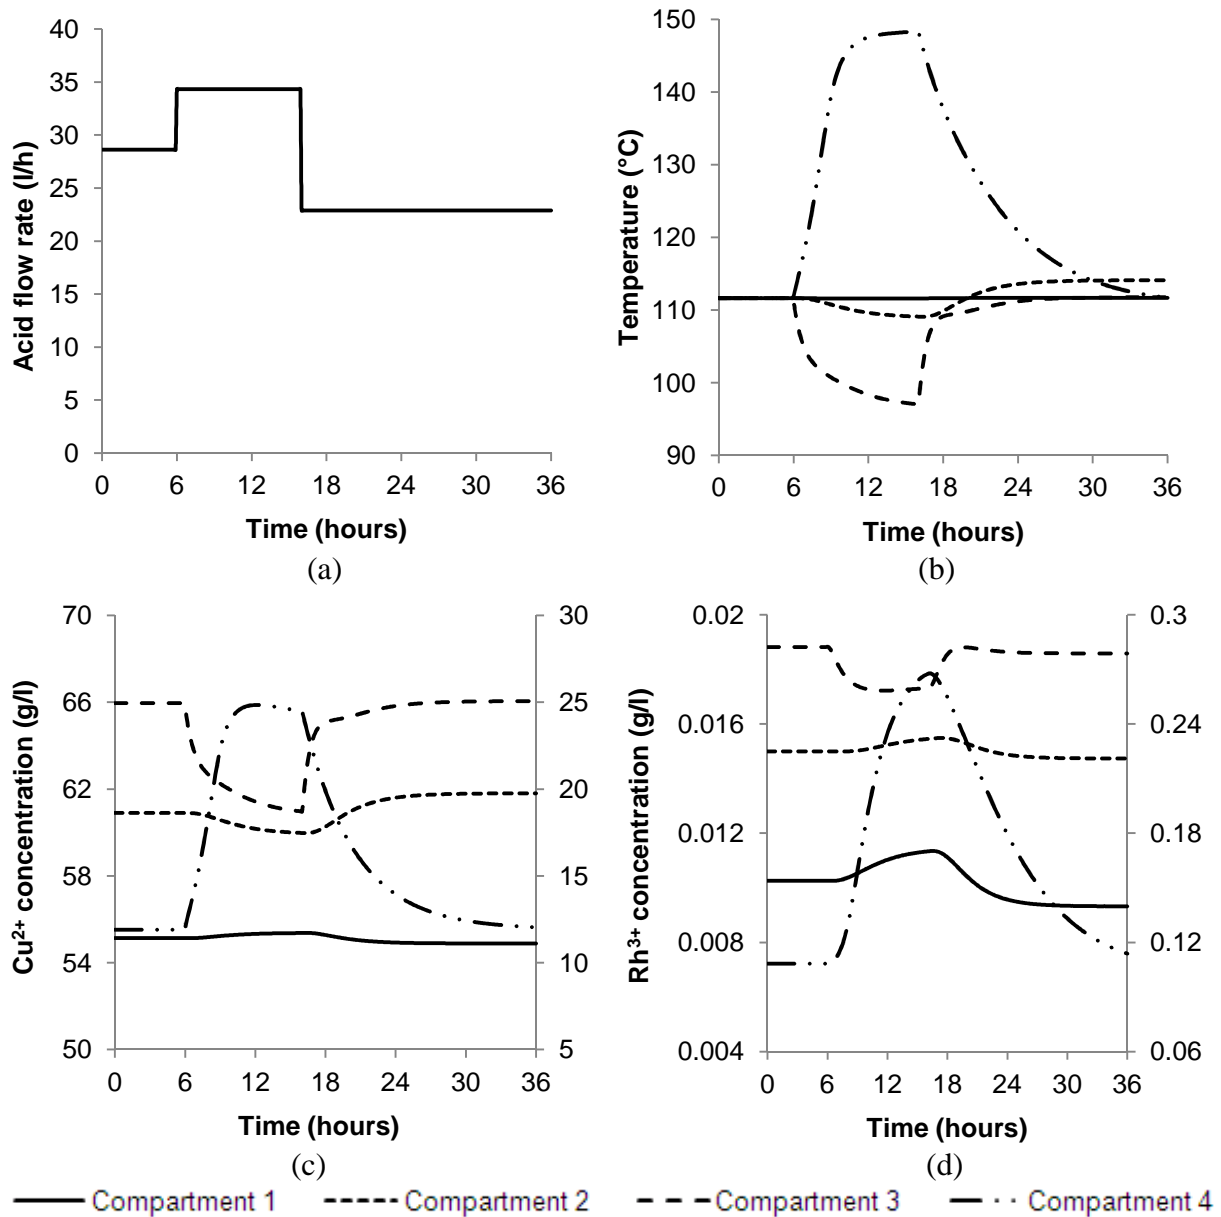 40
35
30
25
20
15
10
5
0
Acid flow rate (l/h)
0 6 12 18 24 30 36
Time (hours)
(a)
150
140
130
120
110
100
90
Temperature (°C)
0 6 12 18 24 30 36
Time (hours)
(b)
70
66
62
58
54
50
Cu²⁺ concentration (g/l)
30
25
20
15
10
5
0 6 12 18 24 30 36
Time (hours)
(c)
0.02
0.016
0.012
0.008
0.004
Rh³⁺ concentration (g/l)
0.3
0.24
0.18
0.12
0.06
0 6 12 18 24 30 36
Time (hours)
(d)
Compartment 1 Compartment 2 Compartment 3 Compartment 4